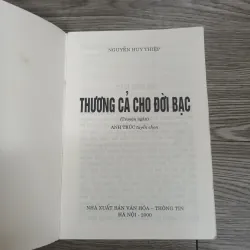 NGUYỄN HUY THIỆP
THƯƠNG CẢ CHO ĐỜI BẠC
(Truyện ngắn)
ANH TRÚC tuyển chọn
NHÀ XUẤT BẢN VĂN HÓA - THÔNG TIN
HÀ NỘI - 2000